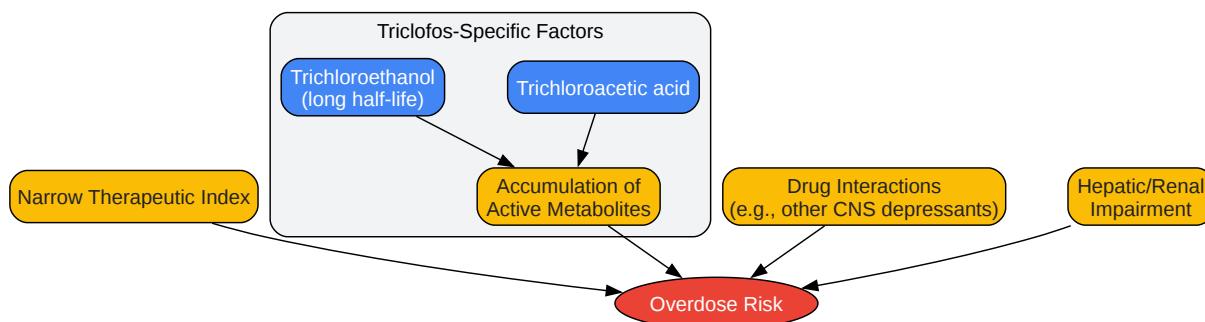 Triclofos-Specific Factors
Trichloroethanol
(long half-life)
Trichloroacetic acid
Narrow Therapeutic Index
Accumulation of
Active Metabolites
Drug Interactions
(e.g., other CNS depressants)
Hepatic/Renal
Impairment
Overdose Risk